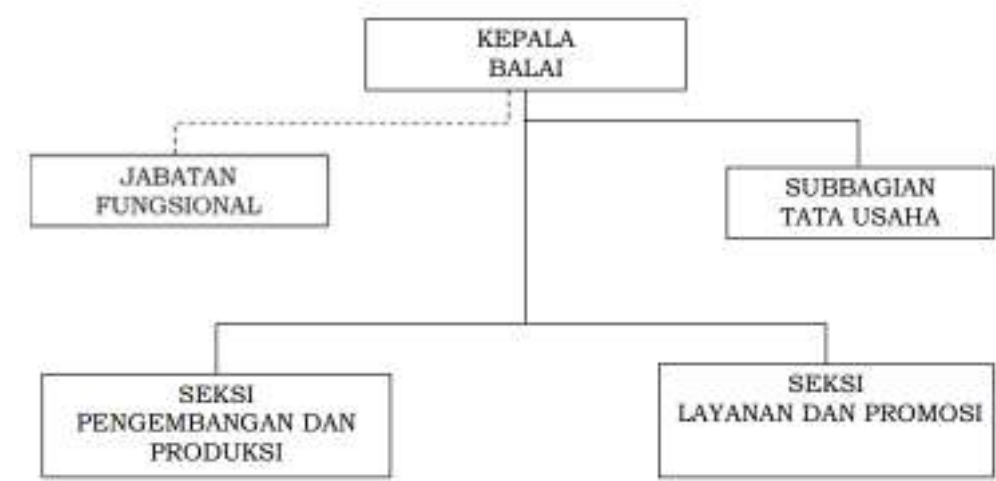 KEPALA
BALAI
JABATAN
FUNGSIONAL
SUBBAGIAN
TATA USAHA
SEKSI
PENGEMBANGAN DAN
PRODUKSI
SEKSI
LAYANAN DAN PROMOSI